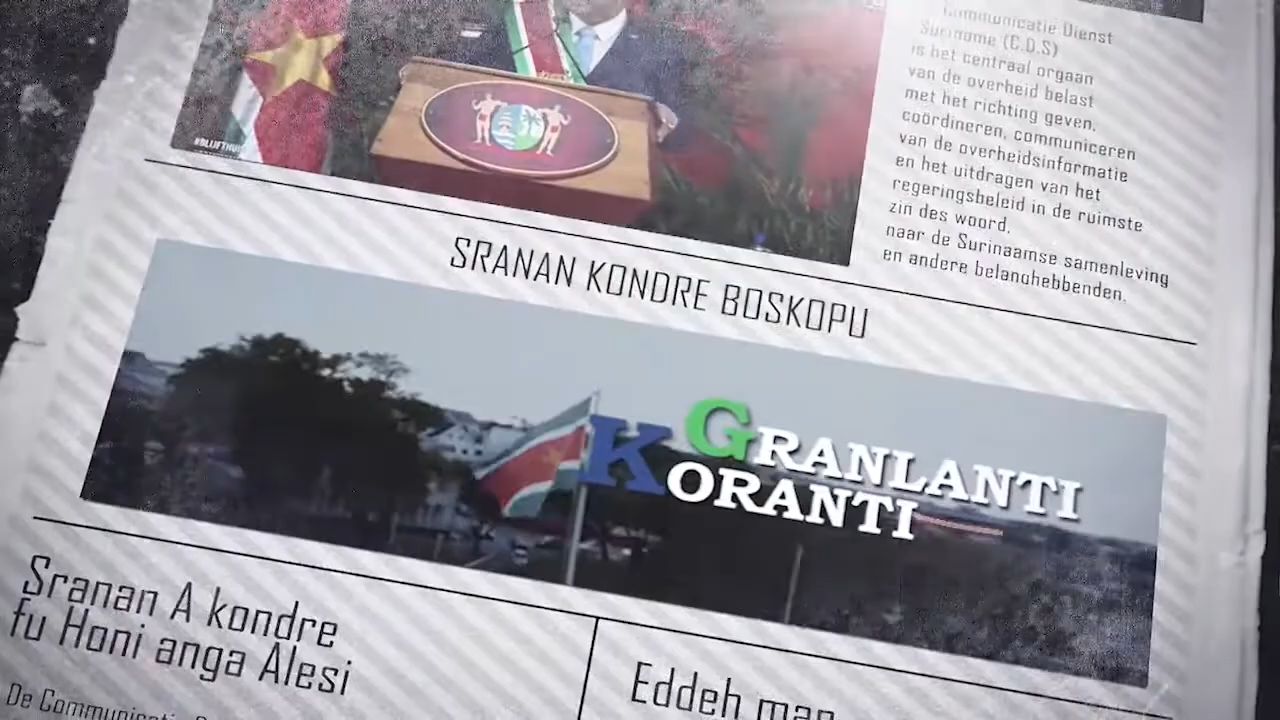 Communicatie Dienst
Suriname (C.D.S)
is het centraal orgaan
van de overheid belast
met het richting geven,
coördineren, communiceren
van de overheidsinformatie
en het uitdragen van het
regeringsbeleid in de ruimste
zin des woord,
naar de Surinaamse samenleving
en andere belanghebbenden.
SRANAN KONDRE BOSKOPU
GRANLANTI
KORANTI
Sranan A kondre
fu Honi anga Alesi
De
Eddeh man